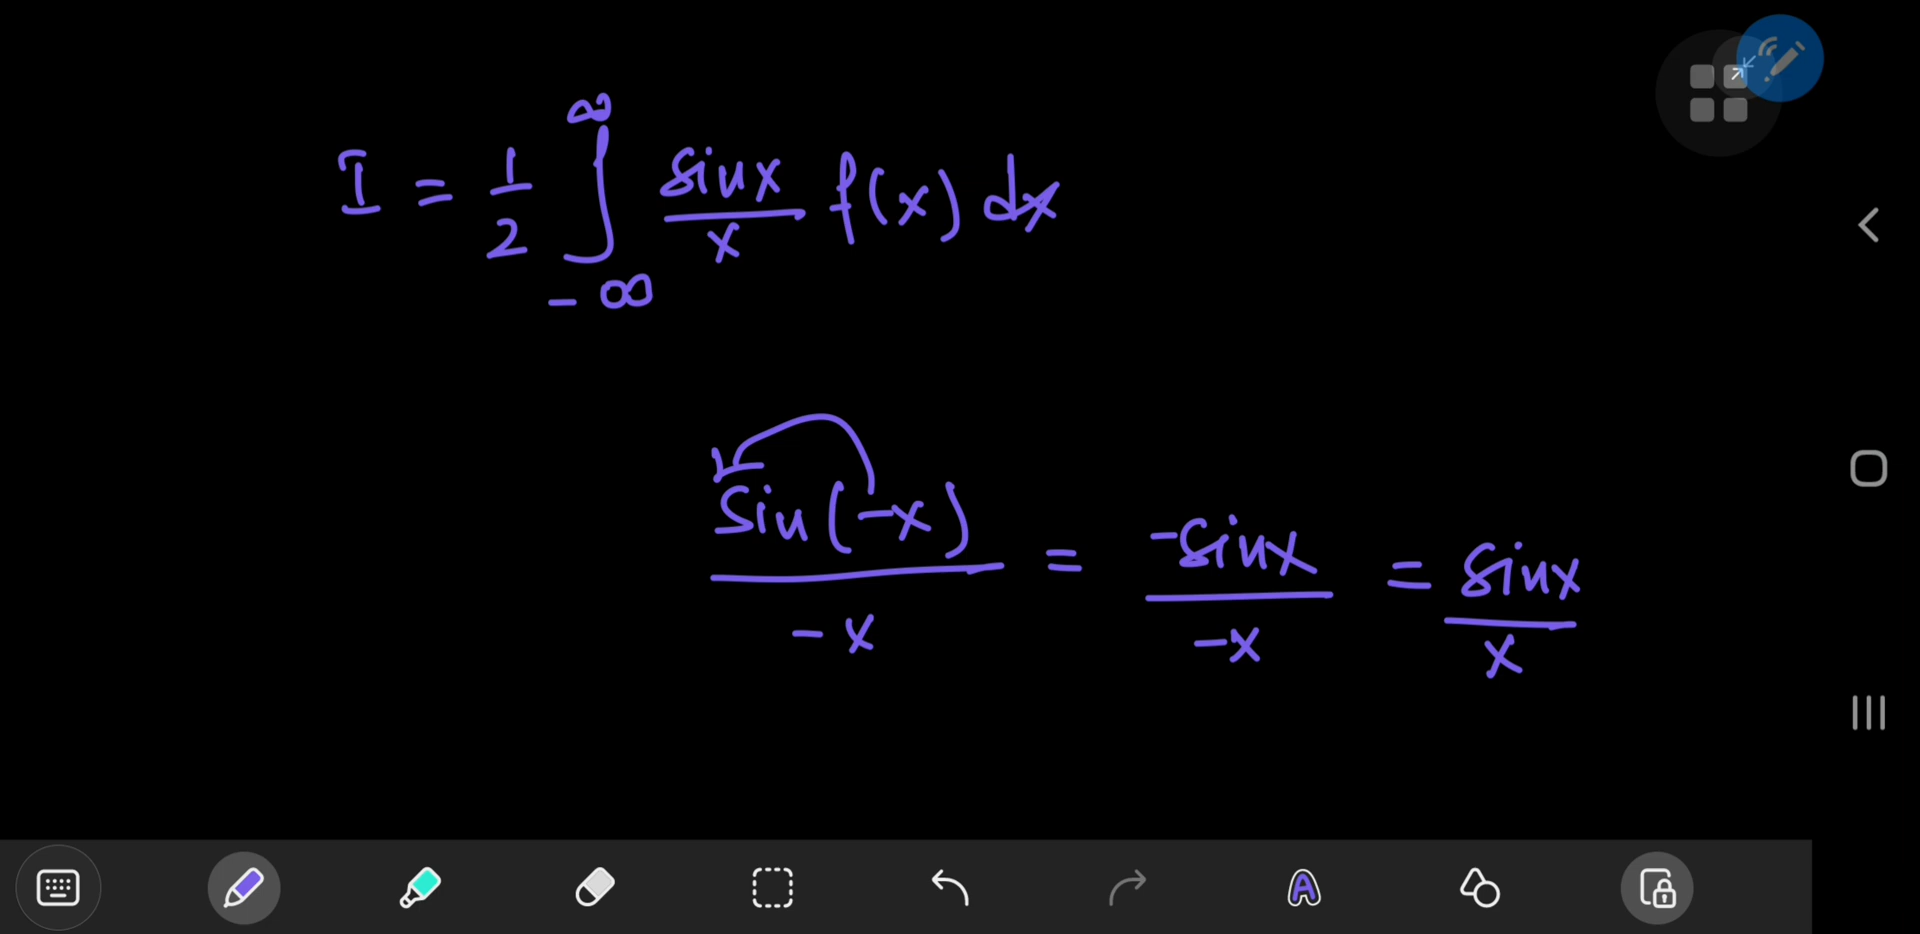 I = 1/2 ∫_{-∞}^{∞} sinx/x f(x) dx
sin(-x)/-x = -sinx/-x = sinx/x
A